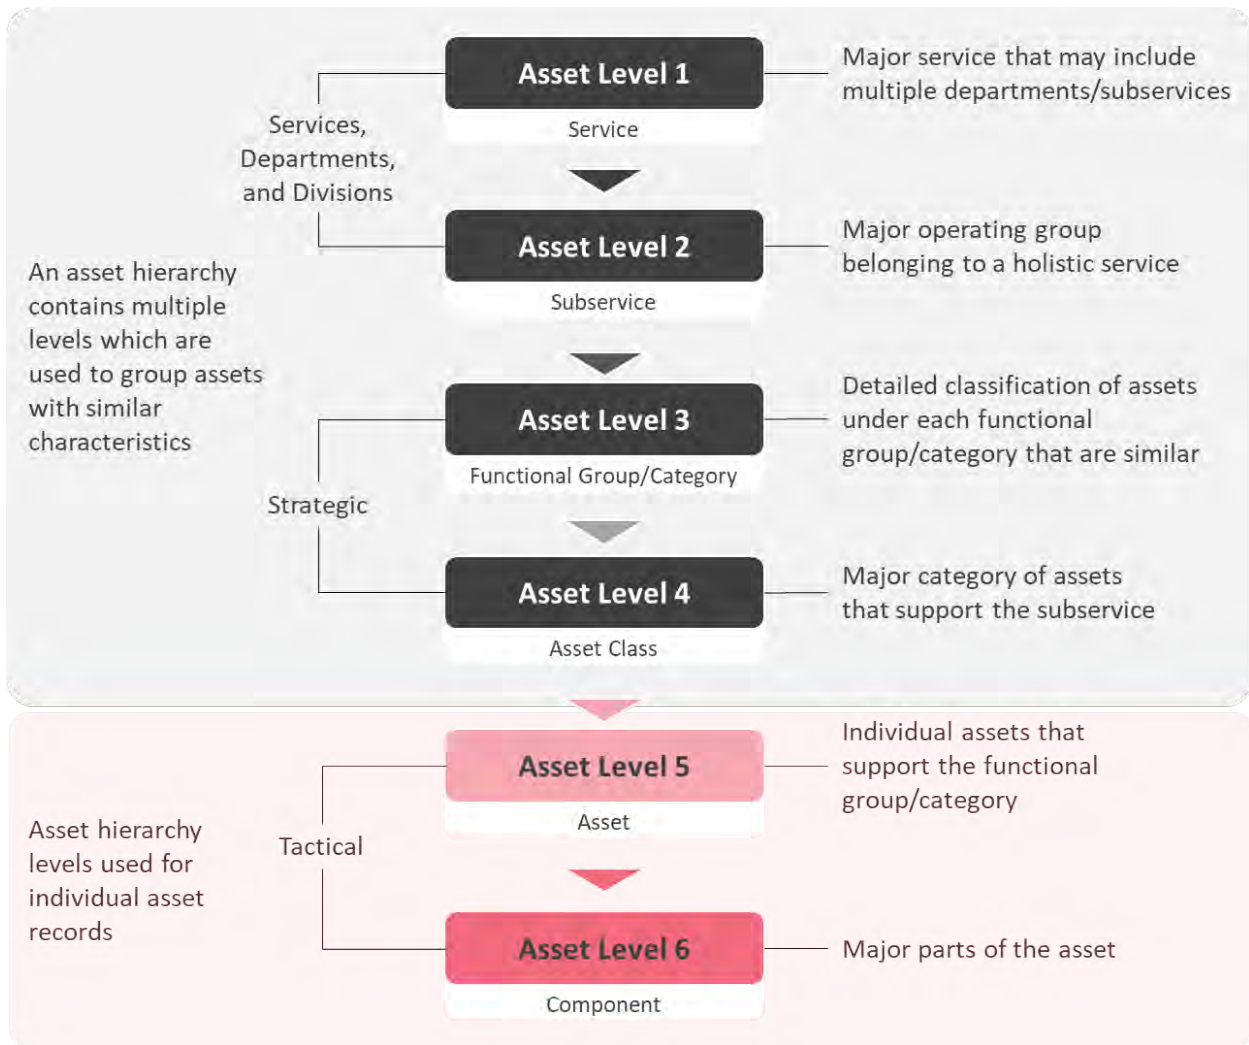 Asset Level 1
Service
Major service that may include
multiple departments/subservices
Services,
Departments,
and Divisions
Asset Level 2
Subservice
Major operating group
belonging to a holistic service
An asset hierarchy
contains multiple
levels which are
used to group assets
with similar
characteristics
Asset Level 3
Functional Group/Category
Detailed classification of assets
under each functional
group/category that are similar
Strategic
Asset Level 4
Asset Class
Major category of assets
that support the subservice
Asset Level 5
Asset
Individual assets that
support the functional
group/category
Asset hierarchy
levels used for
individual asset
records
Tactical
Asset Level 6
Component
Major parts of the asset